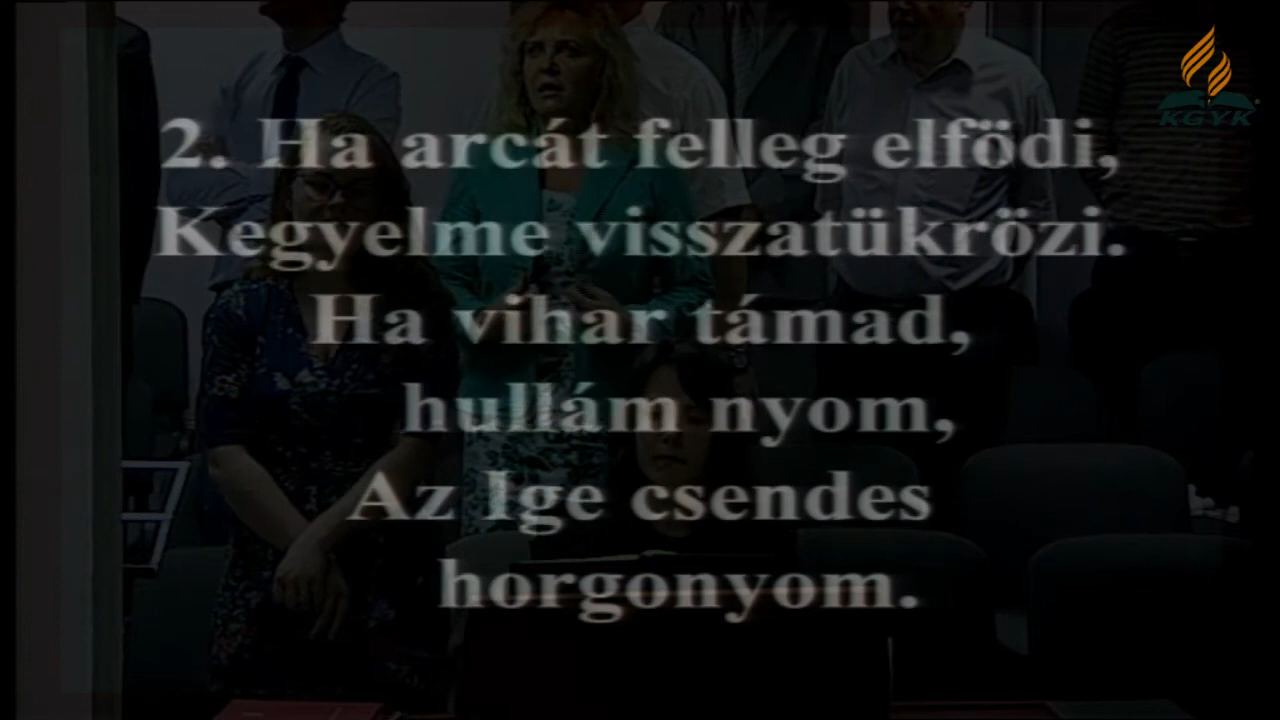 2. Ha arcát felleg elfödi,
Kegyelme visszatükrözi.
Ha vihar támad,
hullám nyom,
Az Ige csendes
horgonyom.
KGYK